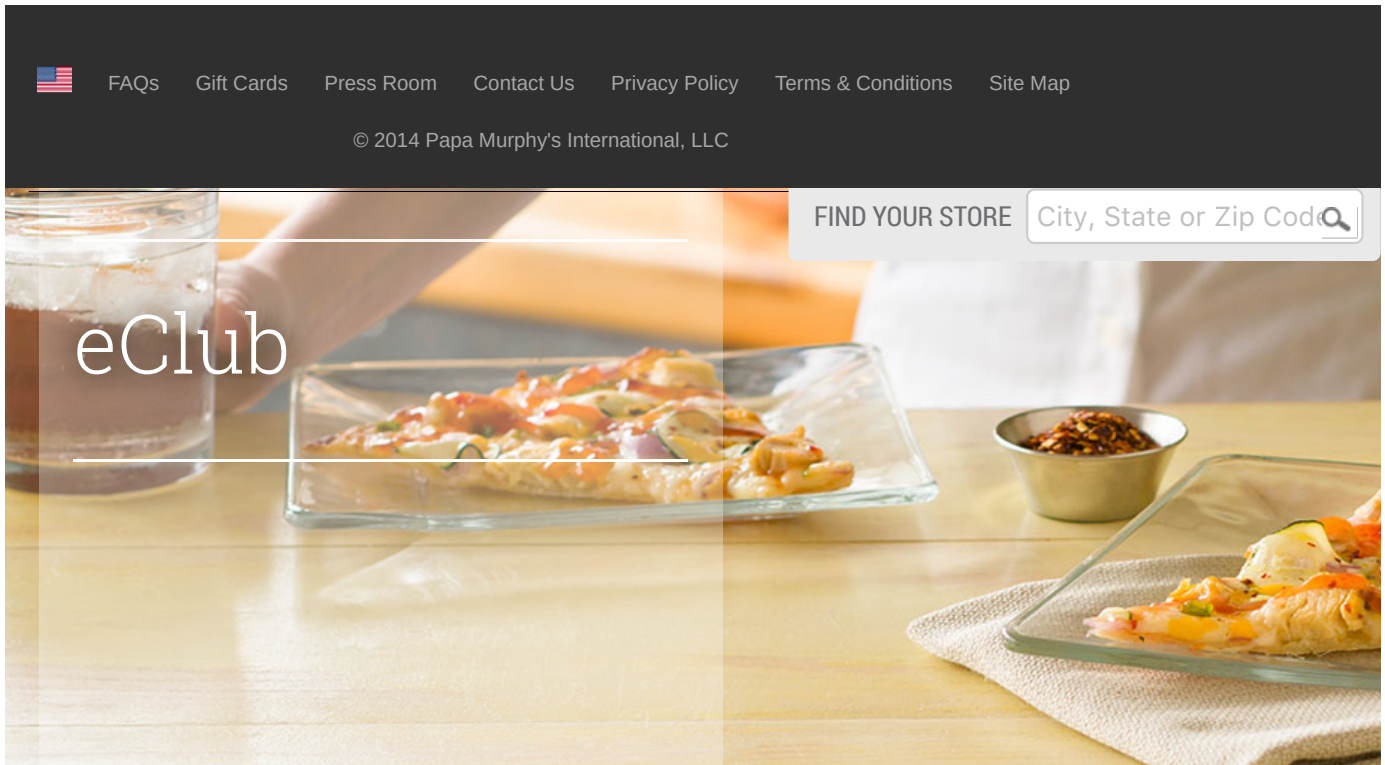 FAQs Gift Cards Press Room Contact Us Privacy Policy Terms & Conditions Site Map
© 2014 Papa Murphy's International, LLC
FIND YOUR STORE City, State or Zip Code
eClub